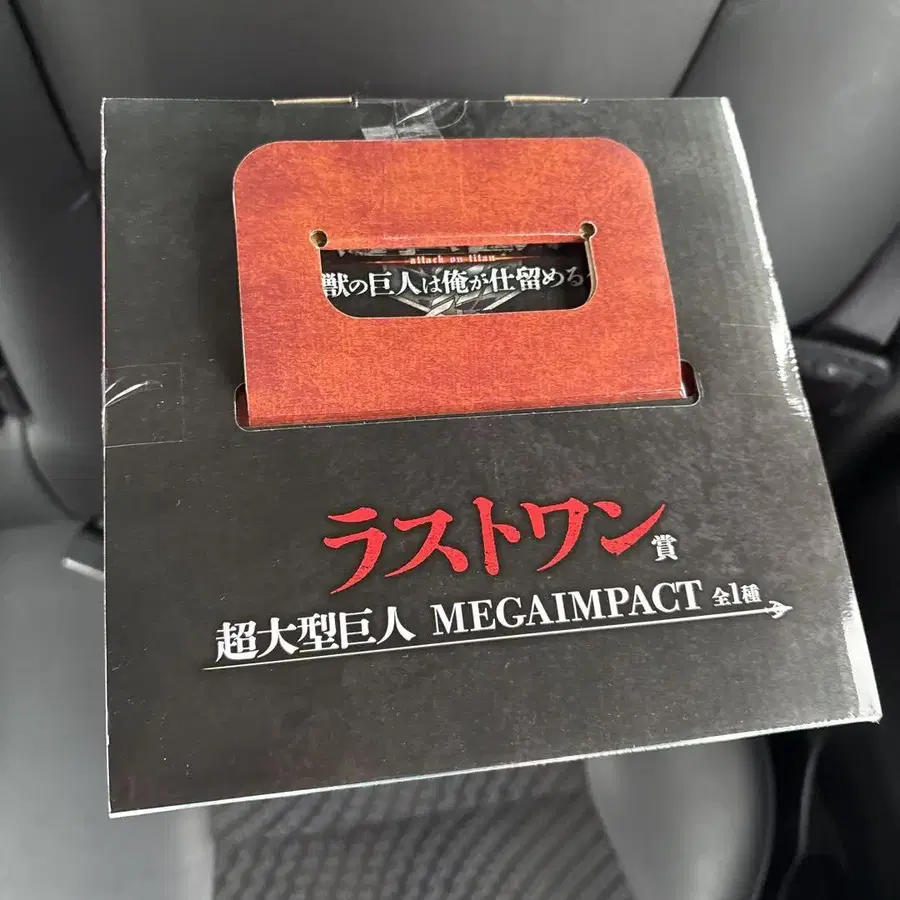 attack on titan
獣の巨人は俺が仕留める
ラストワン賞
超大型巨人 MEGAIMPACT 全1種